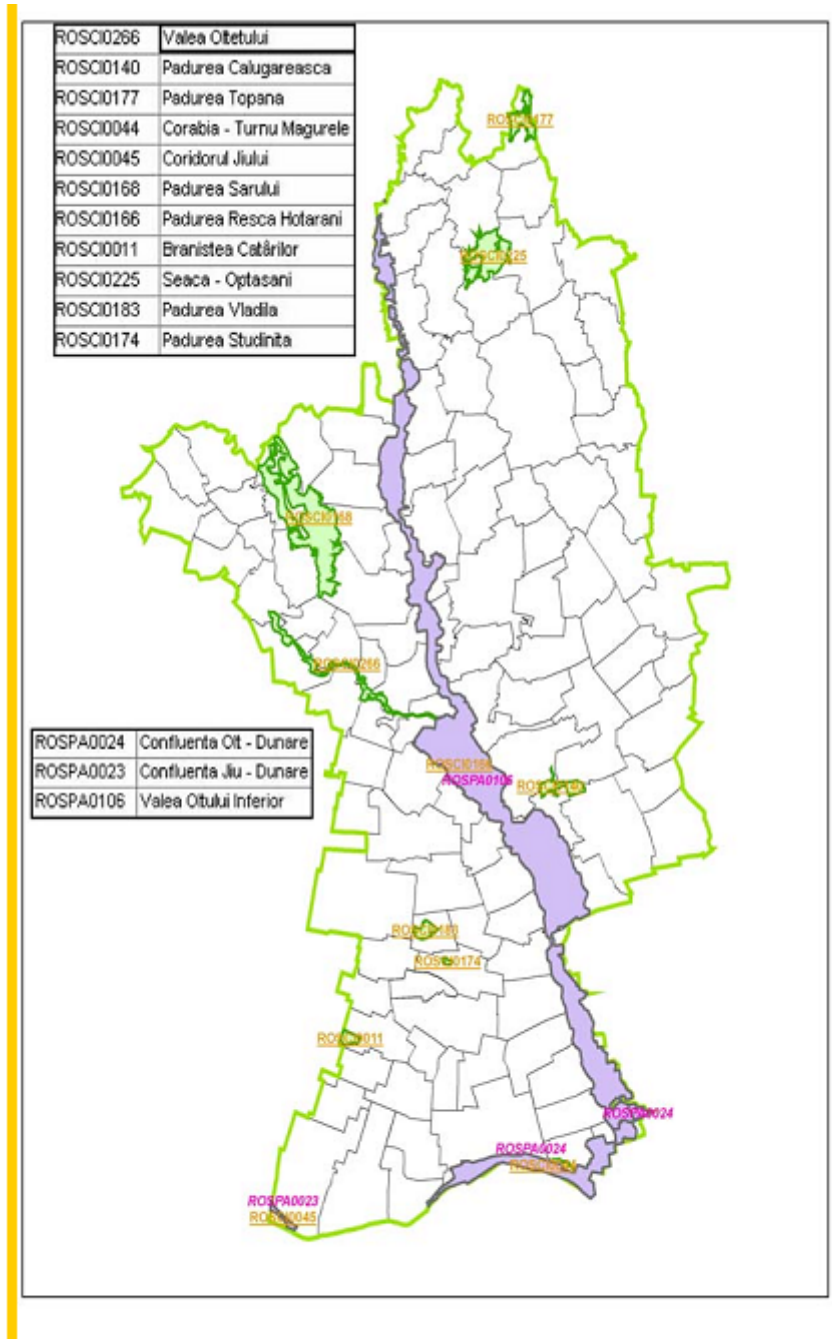 ROSCI0266 Valea Oltetului
ROSCI0140 Padurea Calugareasca
ROSCI0177 Padurea Topana
ROSCI0044 Corabia - Turnu Magurele
ROSCI0045 Coridorul Jiului
ROSCI0168 Padurea Sarului
ROSCI0166 Padurea Resca Hotarani
ROSCI0011 Branistea Catârilor
ROSCI0225 Seaca - Optasani
ROSCI0183 Padurea Vladila
ROSCI0174 Padurea Studinita
ROSCI0177
ROSCI0225
ROSCI0168
ROSCI0266
ROSPA0024 Confluenta Olt - Dunare
ROSPA0023 Confluenta Jiu - Dunare
ROSPA0106 Valea Oltului Inferior
ROSCI0166
ROSPA0106
ROSCI0140
ROSCI0183
ROSCI0174
ROSCI0011
ROSPA0024
ROSPA0024
ROSPA0023
ROSCI0045